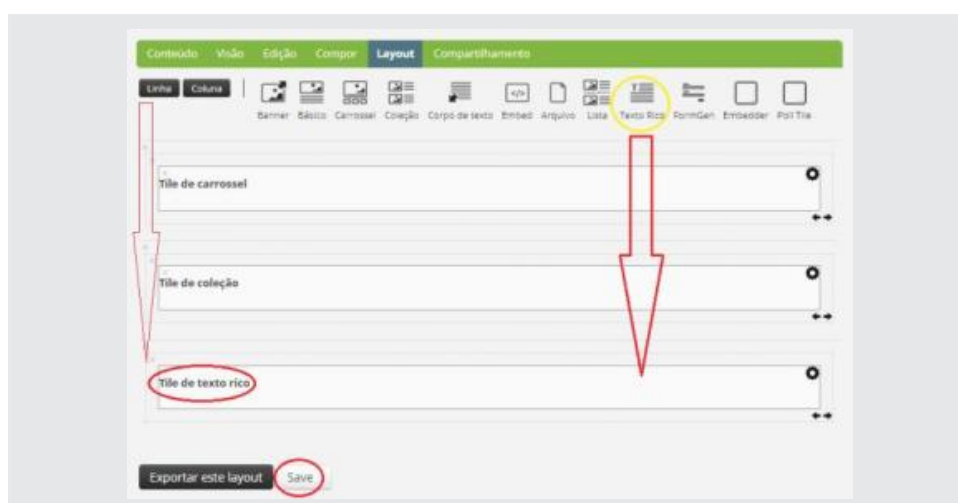 Conteúdo Visão Edição Compor Layout Compartilhamento
Linha Coluna
Banner Básico Carrossel Coleção Corpo de texto Embed Arquivo Lista Texto Rico FormGen Embedder Poll Tile
Tile de carrossel
Tile de coleção
Tile de texto rico
Exportar este layout Save